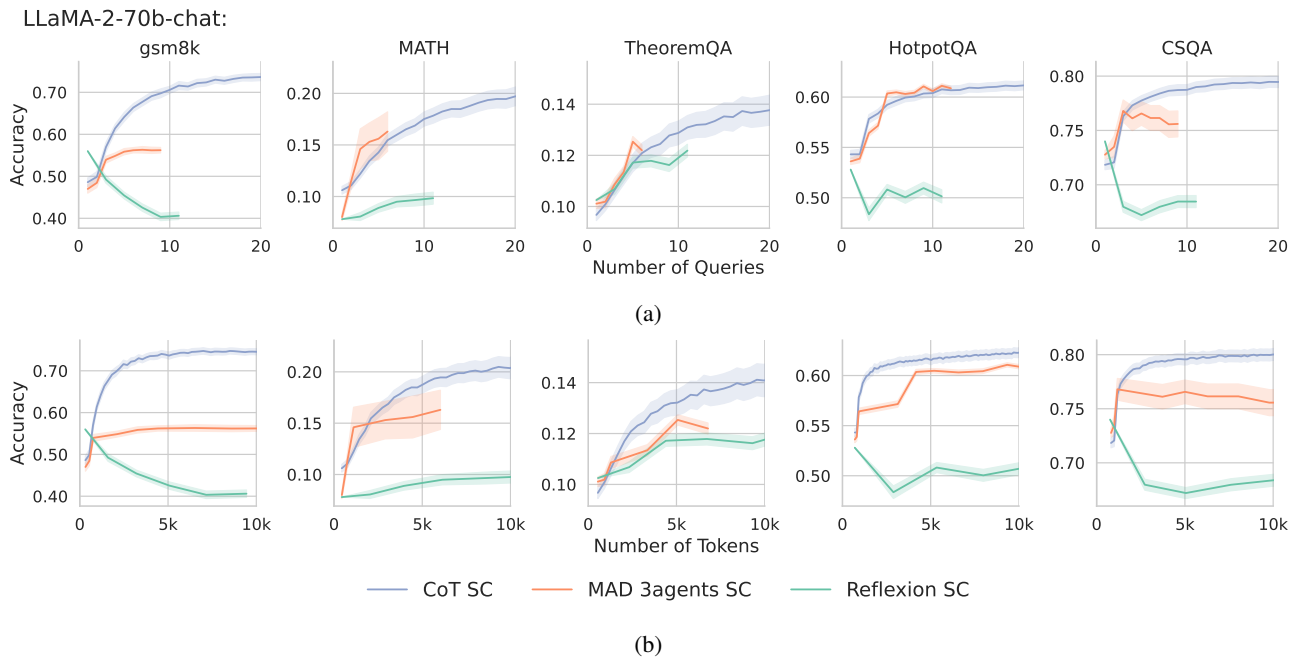 LLaMA-2-70b-chat:
gsm8k MATH TheoremQA HotpotQA CSQA
Accuracy
0.70 0.60 0.50 0.40
0 10 20
0.20 0.15 0.10
0 10 20
0.14 0.12 0.10
0 10 20
0.60 0.55 0.50
0 10 20
0.80 0.75 0.70
0 10 20
Number of Queries
(a)
Accuracy
0.70 0.60 0.50 0.40
0 5k 10k
0.20 0.15 0.10
0 5k 10k
0.14 0.12 0.10
0 5k 10k
0.60 0.55 0.50
0 5k 10k
0.80 0.75 0.70
0 5k 10k
Number of Tokens
CoT SC MAD 3agents SC Reflexion SC
(b)